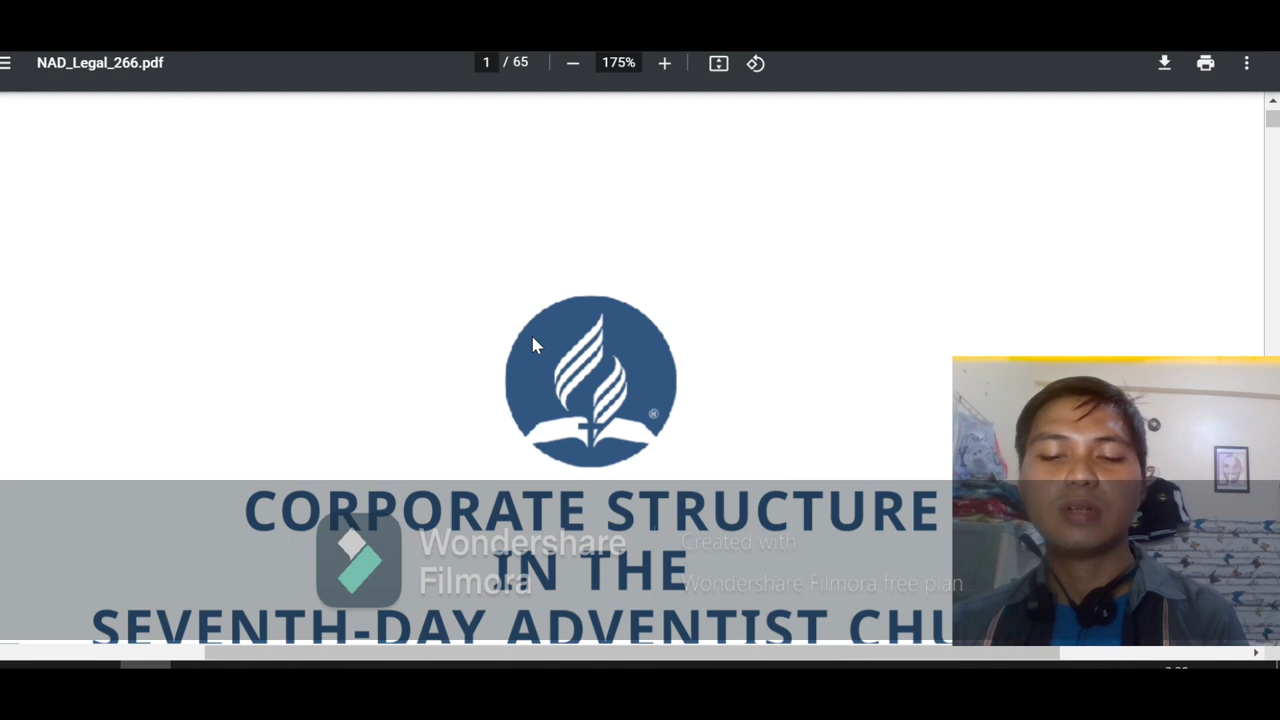 NAD_Legal_266.pdf 1 / 65 175%
®
CORPORATE STRUCTURE
IN THE
SEVENTH-DAY ADVENTIST CHU
Wondershare
Filmora
Created with
Wondershare Filmora free plan